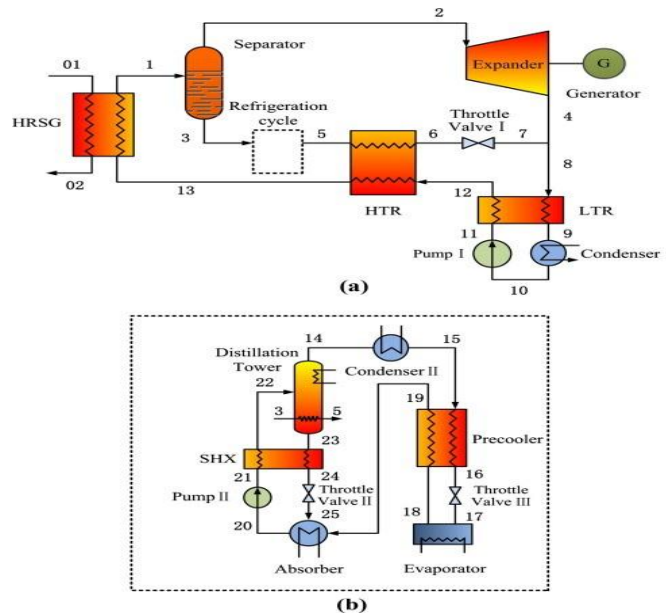 2
01
1
Separator
Expander
G
Generator
HRSG
Refrigeration
cycle
Throttle
Valve I
4
3
5
6
7
8
02
13
HTR
12
LTR
11
9
Pump I
Condenser
10
(a)
14
15
Distillation
Tower
Condenser II
22
19
3
5
Precooler
23
SHX
24
16
21
Throttle
Valve II
Throttle
Valve III
Pump II
18
17
20
25
Absorber
Evaporator
(b)